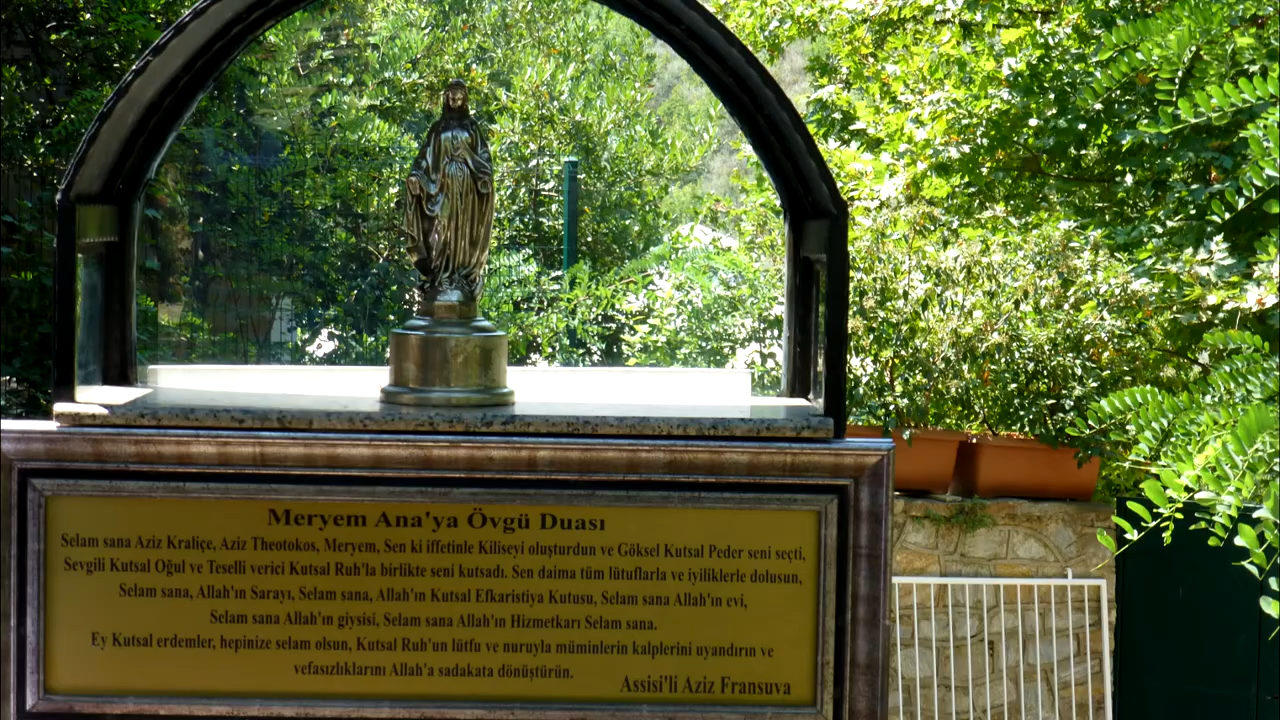 Meryem Ana'ya Övgü Duası
Selam sana Aziz Kraliçe, Aziz Theotokos, Meryem, Sen ki iffetinle Kiliseyi oluşturdun ve Göksel Kutsal Peder seni seçti,
Sevgili Kutsal Oğul ve Teselli verici Kutsal Ruh'la birlikte seni kutsadı. Sen daima tüm lütuflarla ve iyiliklerle dolusun,
Selam sana, Allah'ın Sarayı, Selam sana, Allah'ın Kutsal Efkaristiya Kutusu, Selam sana Allah'ın evi,
Selam sana Allah'ın giysisi, Selam sana Allah'ın Hizmetkarı Selam sana.
Ey Kutsal erdemler, hepinize selam olsun, Kutsal Ruh'un lütfu ve nuruyla müminlerin kalplerini uyandırın ve
vefasızlıklarını Allah'a sadakata dönüştürün.
Assisi'li Aziz Fransuva